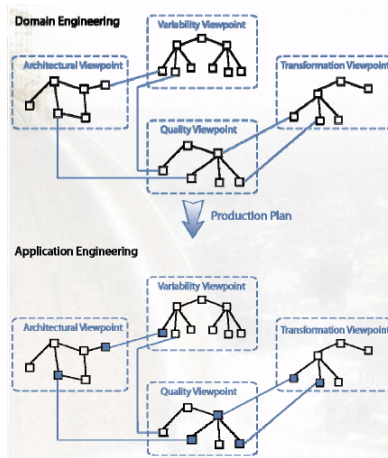 Domain Engineering
Variability Viewpoint
Architectural Viewpoint
Transformation Viewpoint
Quality Viewpoint
Production Plan
Application Engineering
Variability Viewpoint
Architectural Viewpoint
Transformation Viewpoint
Quality Viewpoint